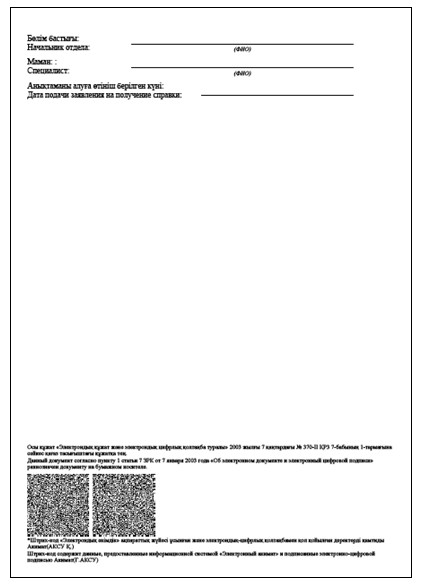 Бөлім бастығы:
Начальник отдела:
(ФИО)
Маман: :
Специалист:
(ФИО)
Анықтаманы алуға өтініш берілген күні:
Дата подачи заявления на получение справки:
Осы құжат «Электрондық құжат және электрондық цифрлық қолтаңба туралы» 2003 жылғы 7 қаңтардағы № 370-II ҚРЗ 7-бабының 1-тармағына
сәйкес қағаз тасығыштағы құжатқа тең.
Данный документ согласно пункту 1 статьи 7 ЗРК от 7 января 2003 года «Об электронном документе и электронной цифровой подписи»
равнозначен документу на бумажном носителе.
*Штрих-код «Электрондық әкімдік» ақпараттық жүйесі ұсынған және электрондық-цифрлық қолтаңбамен қол қойылған деректерді қамтиды
Акимат(АКСУ Қ.)
Штрих-код содержит данные, предоставленные информационной системой «Электронный акимат» и подписанные электронно-цифровой
подписью Акимат(Г.АКСУ)